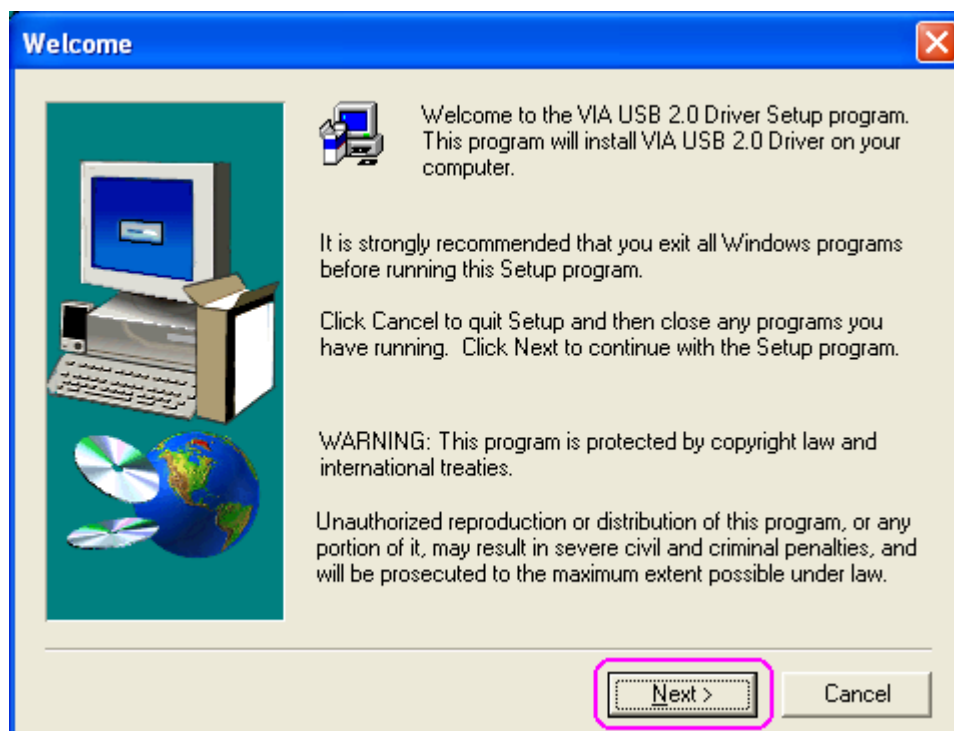 Welcome
Welcome to the VIA USB 2.0 Driver Setup program.
This program will install VIA USB 2.0 Driver on your
computer.
It is strongly recommended that you exit all Windows programs
before running this Setup program.
Click Cancel to quit Setup and then close any programs you
have running.  Click Next to continue with the Setup program.
WARNING: This program is protected by copyright law and
international treaties.
Unauthorized reproduction or distribution of this program, or any
portion of it, may result in severe civil and criminal penalties, and
will be prosecuted to the maximum extent possible under law.
Next >
Cancel